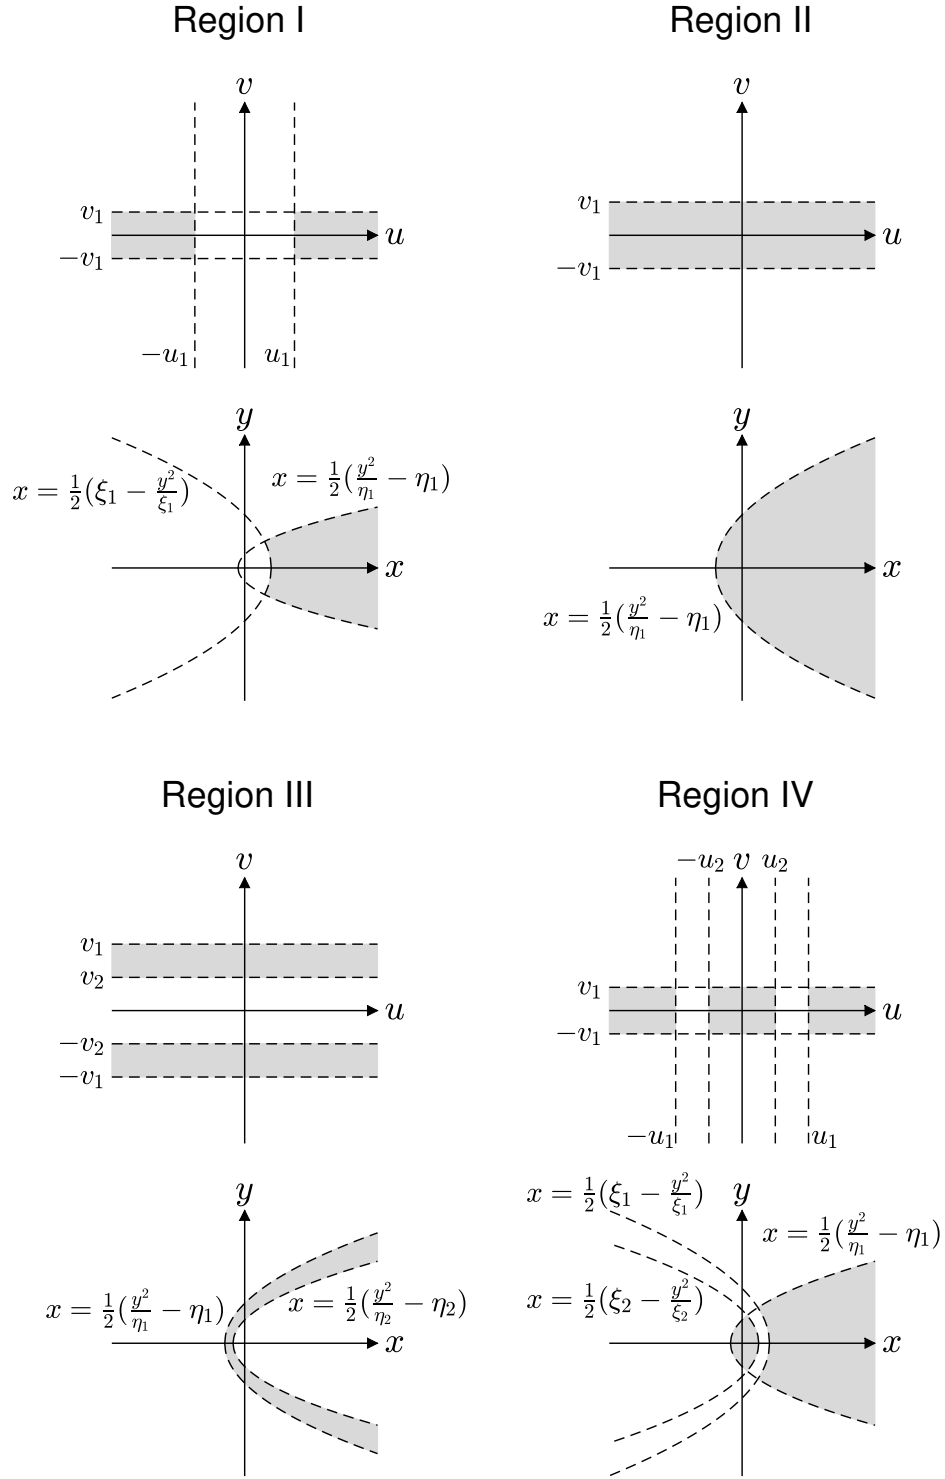 Region I
Region II
v
v
v₁
u
−v₁
−u₁
u₁
v₁
u
−v₁
y
x = ½(ξ₁ − y²/ξ₁)
x = ½(y²/η₁ − η₁)
x
y
x
x = ½(y²/η₁ − η₁)
Region III
Region IV
v
v₁
v₂
u
−v₂
−v₁
−u₂
v
u₂
v₁
u
−v₁
−u₁
u₁
y
x = ½(y²/η₁ − η₁)
x = ½(y²/η₂ − η₂)
x
x = ½(ξ₁ − y²/ξ₁)
y
x = ½(y²/η₁ − η₁)
x = ½(ξ₂ − y²/ξ₂)
x